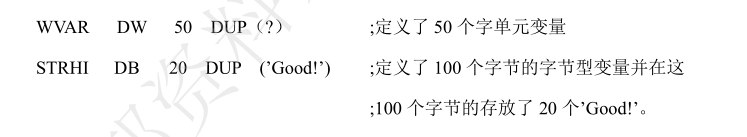 WVAR DW 50 DUP（?） ;定义了 50 个字单元变量
STRHI DB 20 DUP ('Good!') ;定义了 100 个字节的字节型变量并在这
;100 个字节的存放了 20 个'Good!'。
资料